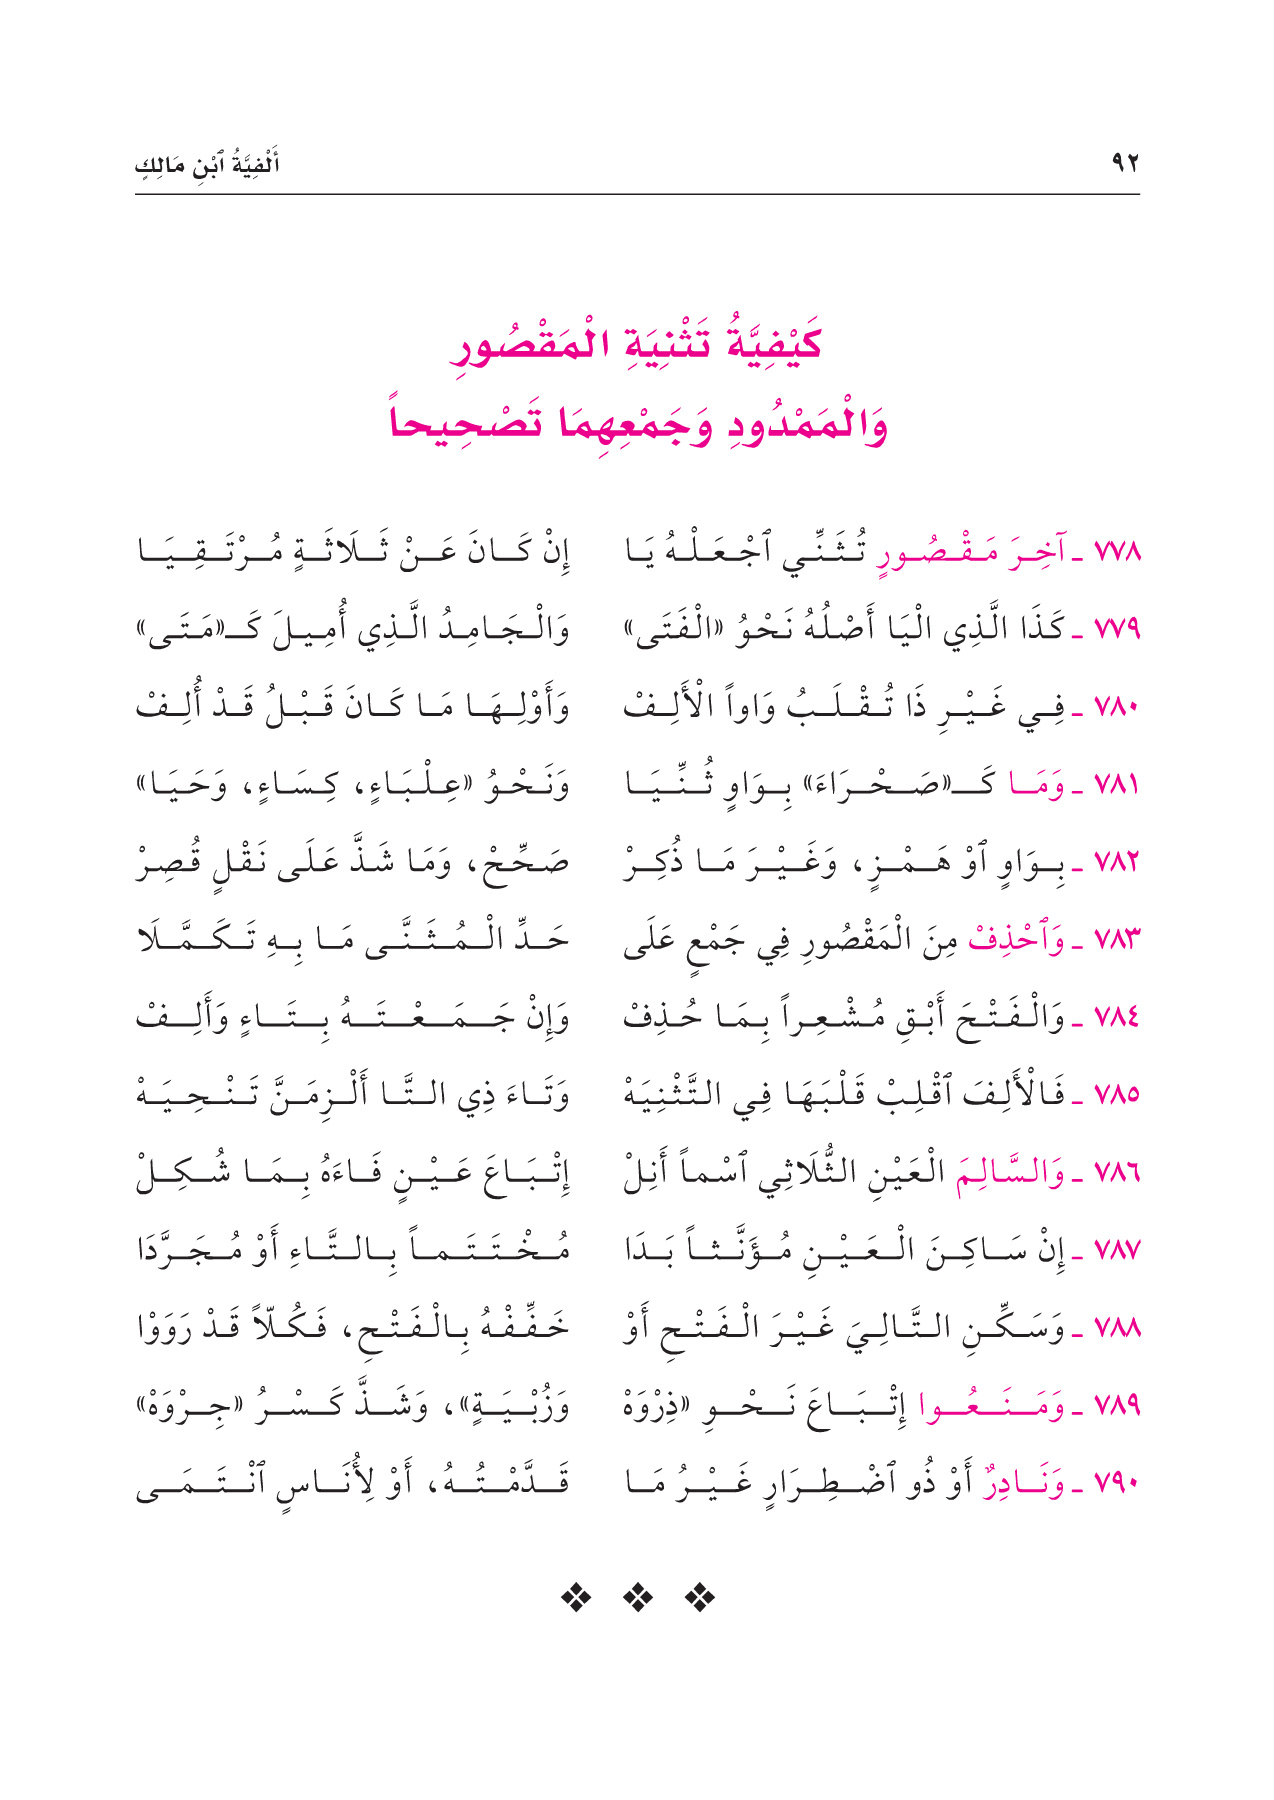 ٩٢ أَلْفِيَّةُ ٱبْنِ مَالِكٍ
كَيْفِيَّةُ تَثْنِيَةِ الْمَقْصُورِ
وَالْمَمْدُودِ وَجَمْعِهِمَا تَصْحِيحاً
٧٧٨ ـ آخِرَ مَقْصُورٍ تُثَنِّي ٱجْعَلْهُ يَا إِنْ كَانَ عَنْ ثَلَاثَةٍ مُرْتَقِيَا
٧٧٩ ـ كَذَا الَّذِي الْيَا أَصْلُهُ نَحْوُ «الْفَتَى» وَالْجَامِدُ الَّذِي أُمِيلَ كَـ«مَتَى»
٧٨٠ ـ فِي غَيْرِ ذَا تُقْلَبُ وَاواً الْأَلِفْ وَأَوْلِهَا مَا كَانَ قَبْلُ قَدْ أُلِفْ
٧٨١ ـ وَمَا كَـ«صَحْرَاءَ» بِوَاوٍ ثُنِّيَا وَنَحْوُ «عِلْبَاءٍ، كِسَاءٍ، وَحَيَا»
٧٨٢ ـ بِوَاوٍ ٱوْ هَمْزٍ، وَغَيْرَ مَا ذُكِرْ صَحِّحْ، وَمَا شَذَّ عَلَى نَقْلٍ قُصِرْ
٧٨٣ ـ وَٱحْذِفْ مِنَ الْمَقْصُورِ فِي جَمْعٍ عَلَى حَدِّ الْمُثَنَّى مَا بِهِ تَكَمَّلَا
٧٨٤ ـ وَالْفَتْحَ أَبْقِ مُشْعِراً بِمَا حُذِفْ وَإِنْ جَمَعْتَهُ بِتَاءٍ وَأَلِفْ
٧٨٥ ـ فَالْأَلِفَ ٱقْلِبْ قَلْبَهَا فِي التَّثْنِيَهْ وَتَاءَ ذِي التَّا أَلْزِمَنَّ تَنْحِيَهْ
٧٨٦ ـ وَالسَّالِمَ الْعَيْنِ الثُّلَاثِي ٱسْماً أَنِلْ إِتْبَاعَ عَيْنٍ فَاءَهُ بِمَا شُكِلْ
٧٨٧ ـ إِنْ سَاكِنَ الْعَيْنِ مُؤَنَّثاً بَدَا مُخْتَتَماً بِالتَّاءِ أَوْ مُجَرَّدَا
٧٨٨ ـ وَسَكِّنِ التَّالِيَ غَيْرَ الْفَتْحِ أَوْ خَفِّفْهُ بِالْفَتْحِ، فَكُلّاً قَدْ رَوَوْا
٧٨٩ ـ وَمَنَعُوا إِتْبَاعَ نَحْوِ «ذِرْوَهْ وَزُبْيَةٍ»، وَشَذَّ كَسْرُ «جِرْوَهْ»
٧٩٠ ـ وَنَادِرٌ أَوْ ذُو ٱضْطِرَارٍ غَيْرُ مَا قَدَّمْتُهُ، أَوْ لِأُنَاسٍ ٱنْتَمَى